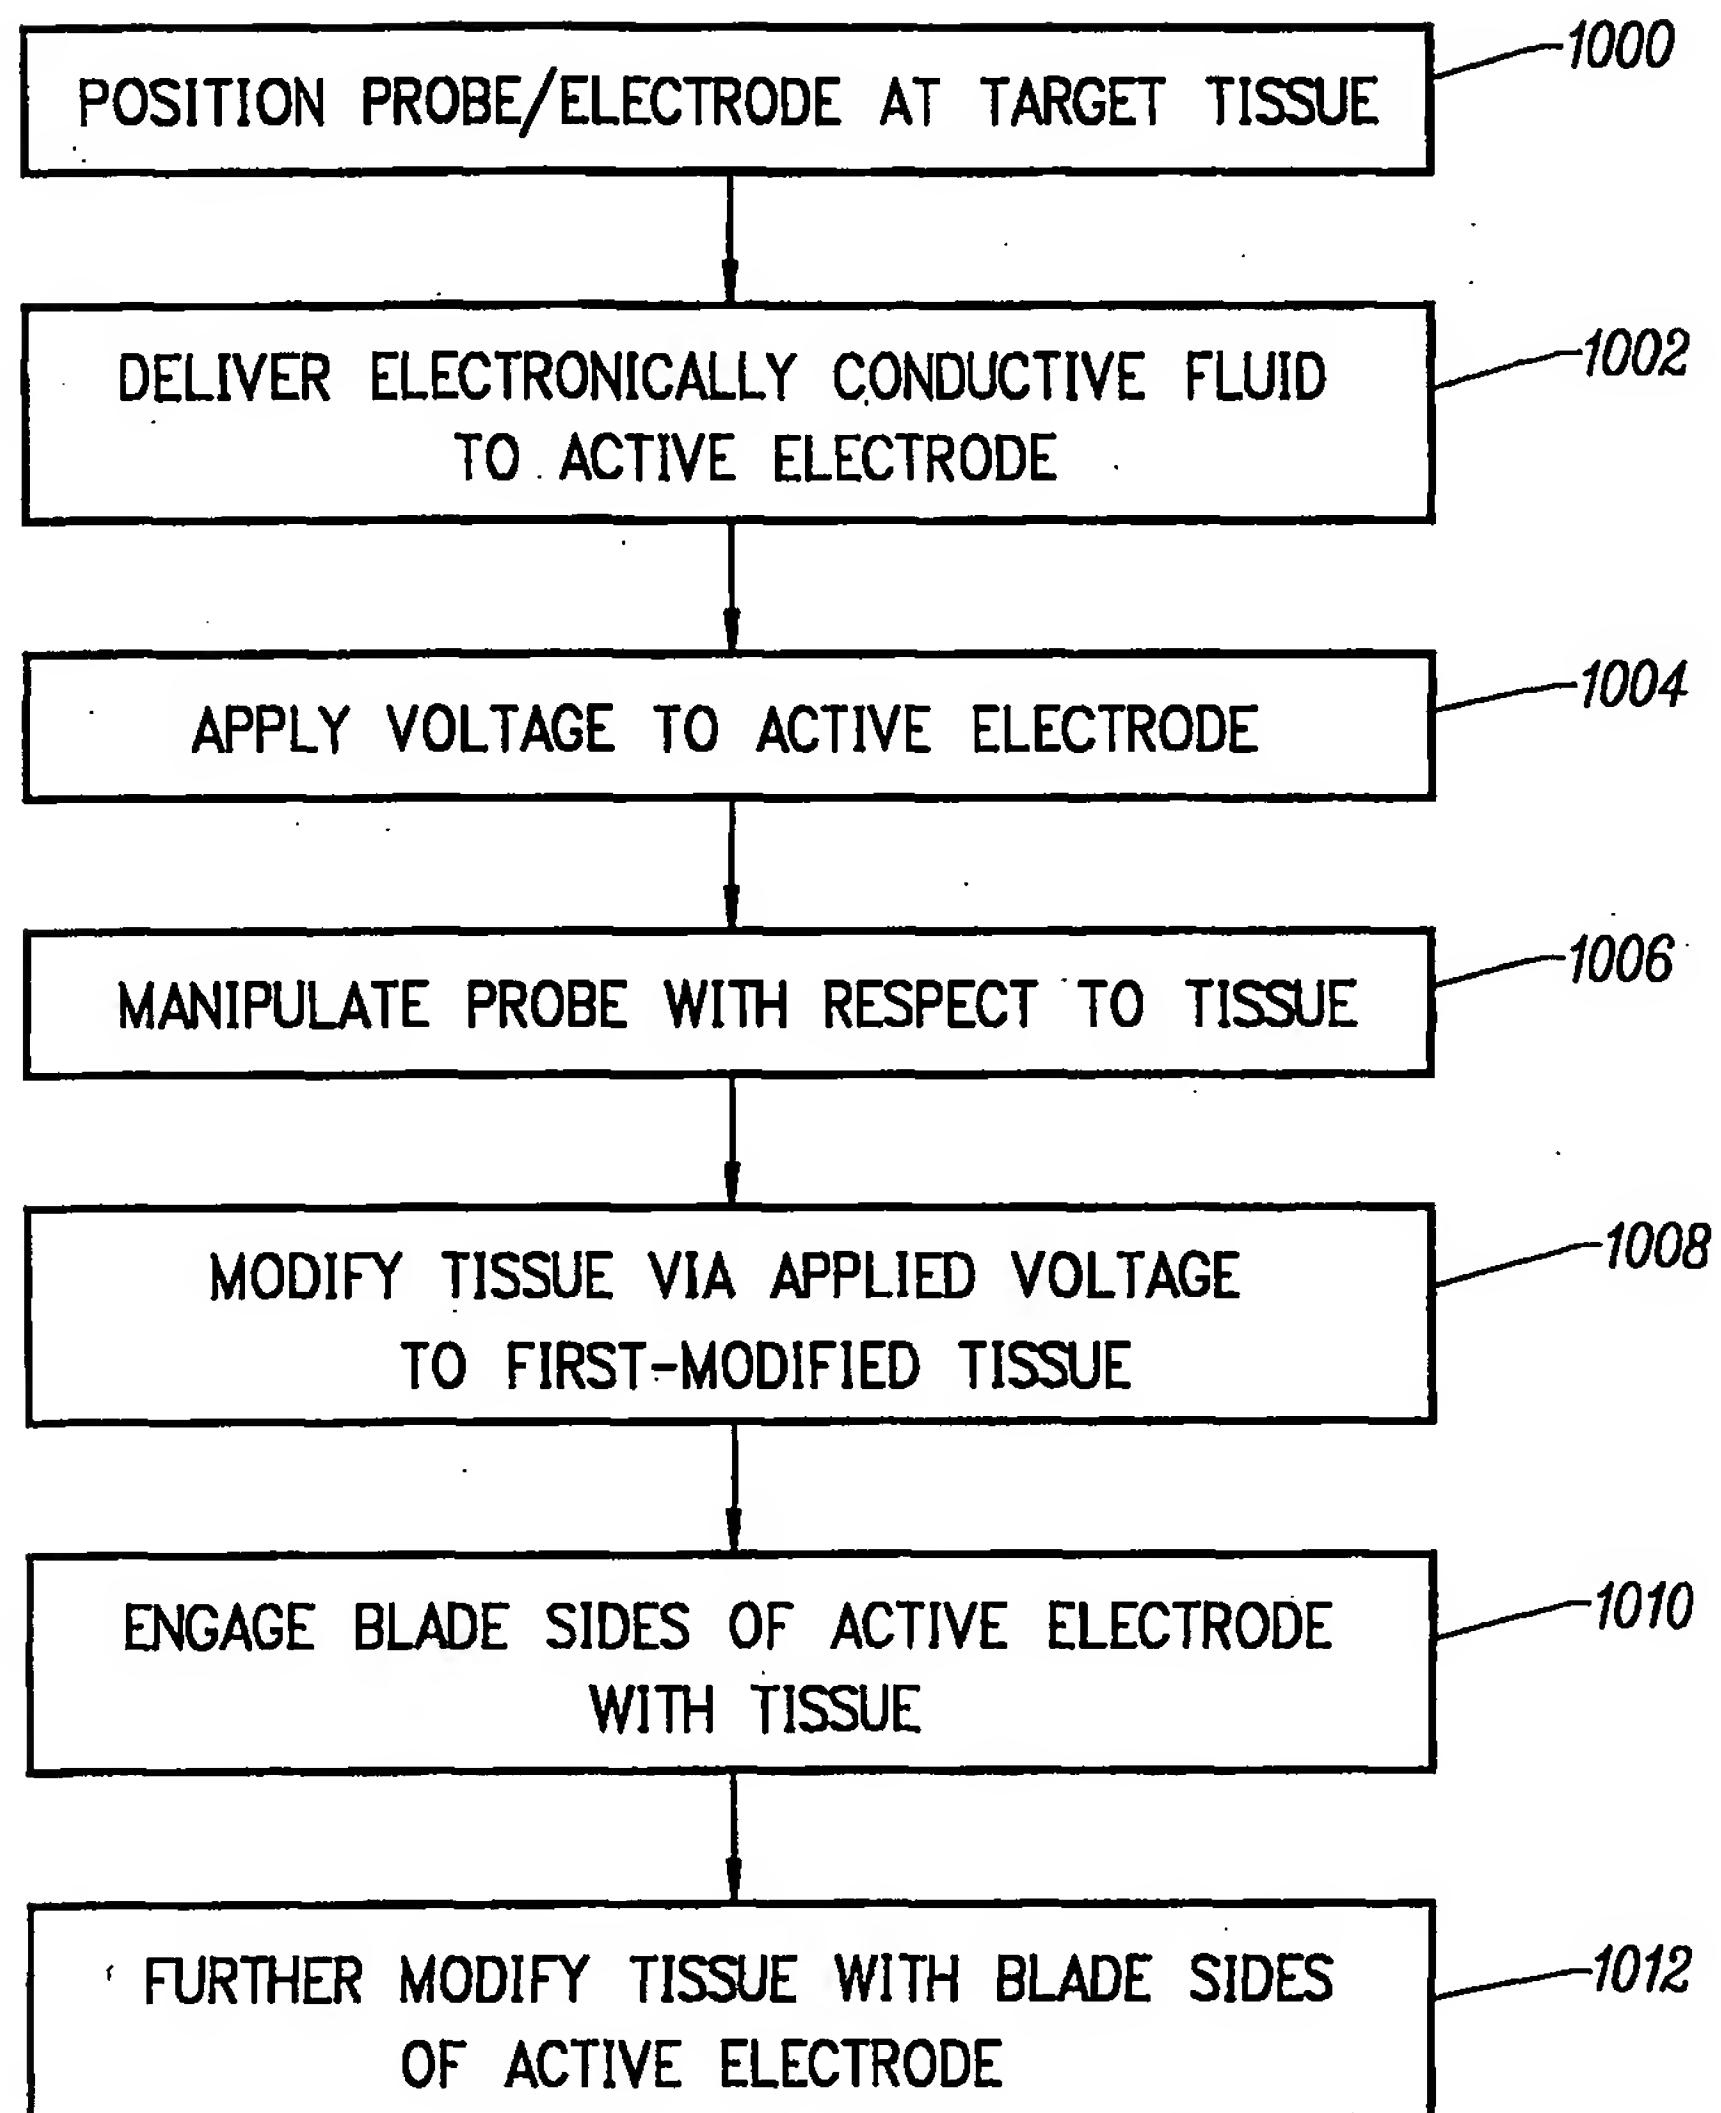 POSITION PROBE/ELECTRODE AT TARGET TISSUE
1000
DELIVER ELECTRONICALLY CONDUCTIVE FLUID
TO ACTIVE ELECTRODE
1002
APPLY VOLTAGE TO ACTIVE ELECTRODE
1004
MANIPULATE PROBE WITH RESPECT TO TISSUE
1006
MODIFY TISSUE VIA APPLIED VOLTAGE
TO FIRST-MODIFIED TISSUE
1008
ENGAGE BLADE SIDES OF ACTIVE ELECTRODE
WITH TISSUE
1010
FURTHER MODIFY TISSUE WITH BLADE SIDES
OF ACTIVE ELECTRODE
1012